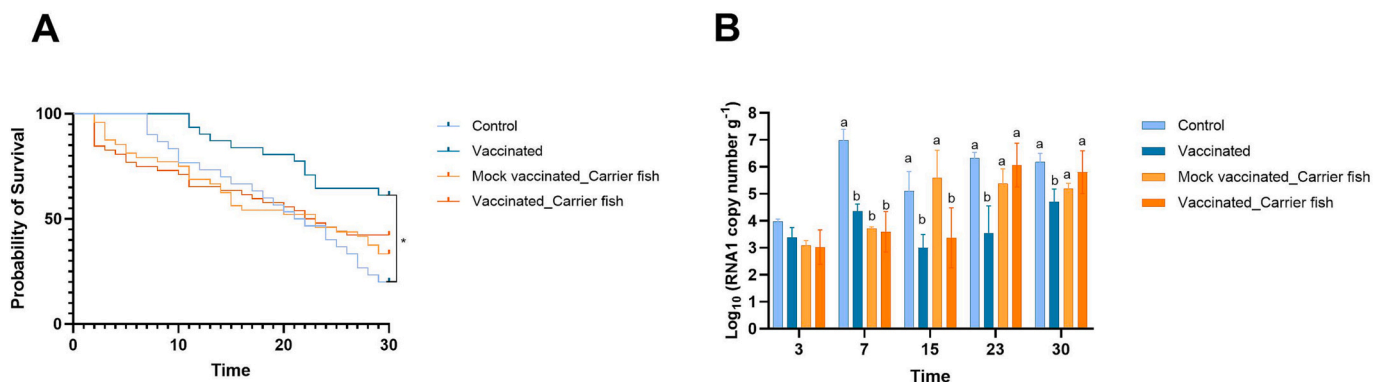 A
Probability of Survival
100
50
0
0 10 20 30
Time
Control
Vaccinated
Mock vaccinated_Carrier fish
Vaccinated_Carrier fish
*
B
Log10 (RNA1 copy number g-1)
8
7
6
5
4
3
2
1
0
a
b
b
b
a
b
a
b
a
b
a
a
a
b
a
a
3 7 15 23 30
Time
Control
Vaccinated
Mock vaccinated_Carrier fish
Vaccinated_Carrier fish